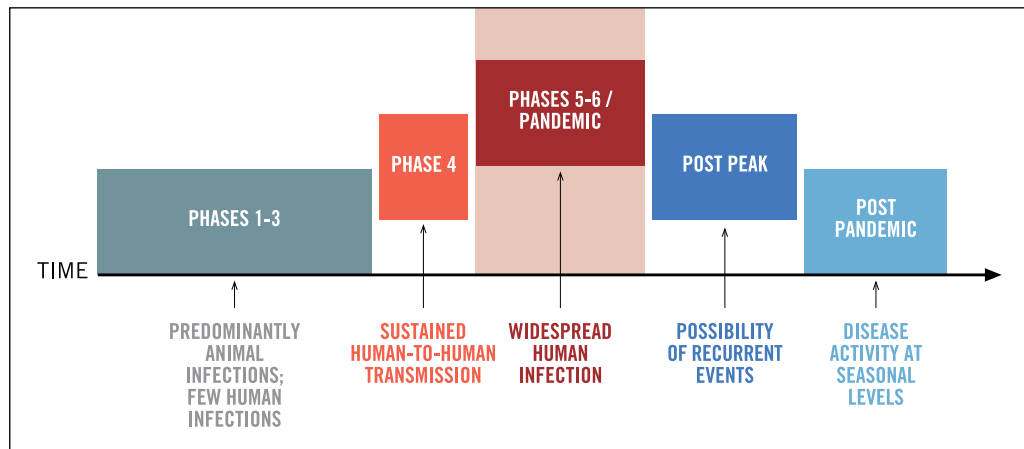 PHASES 5-6 /
PANDEMIC
PHASE 4
POST PEAK
PHASES 1-3
POST
PANDEMIC
TIME
PREDOMINANTLY
ANIMAL
INFECTIONS;
FEW HUMAN
INFECTIONS
SUSTAINED
HUMAN-TO-HUMAN
TRANSMISSION
WIDESPREAD
HUMAN
INFECTION
POSSIBILITY
OF RECURRENT
EVENTS
DISEASE
ACTIVITY AT
SEASONAL
LEVELS